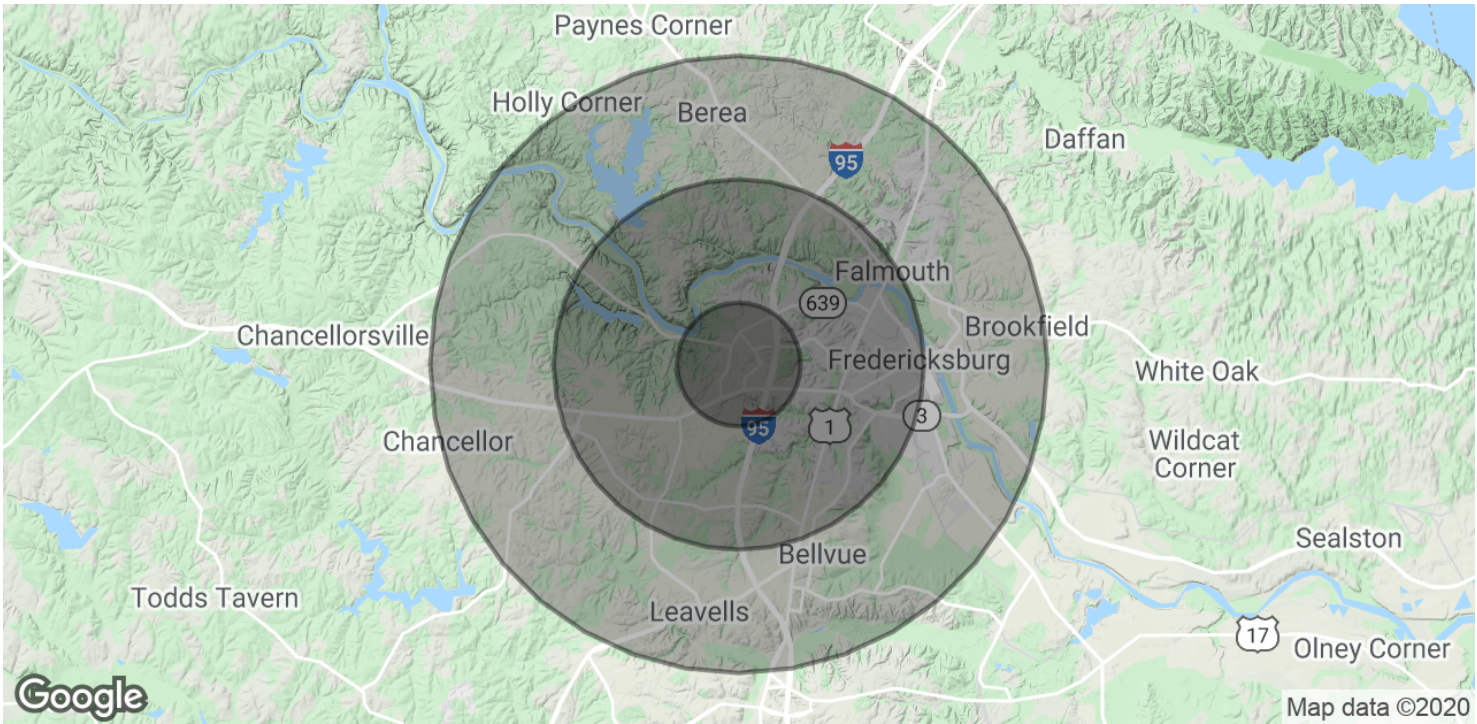 Paynes Corner
Holly Corner
Berea
Daffan
95
Falmouth
639
Brookfield
Chancellorsville
Fredericksburg
White Oak
3
95
1
Chancellor
Wildcat
Corner
Sealston
Bellvue
Todds Tavern
Leavells
17
Olney Corner
Google
Map data ©2020